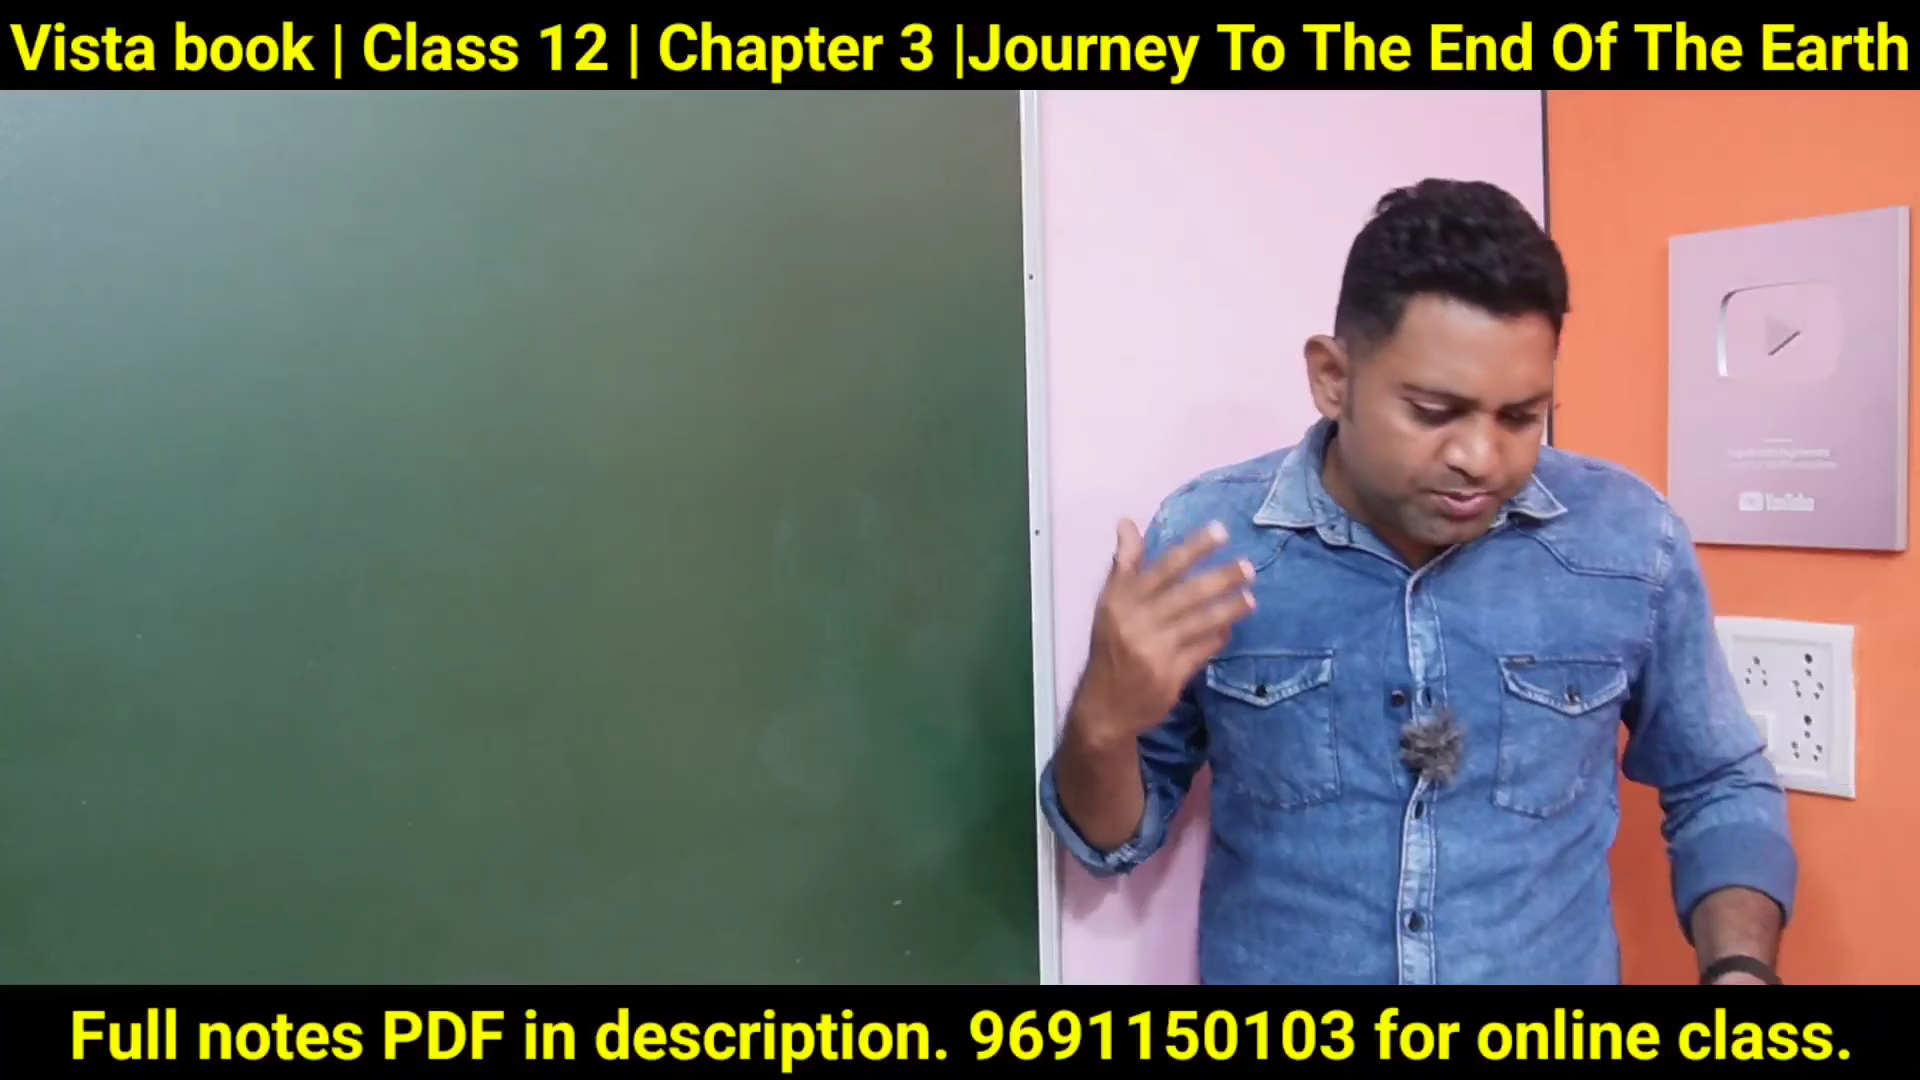 Vista book | Class 12 | Chapter 3 |Journey To The End Of The Earth
YouTube
Full notes PDF in description. 9691150103 for online class.